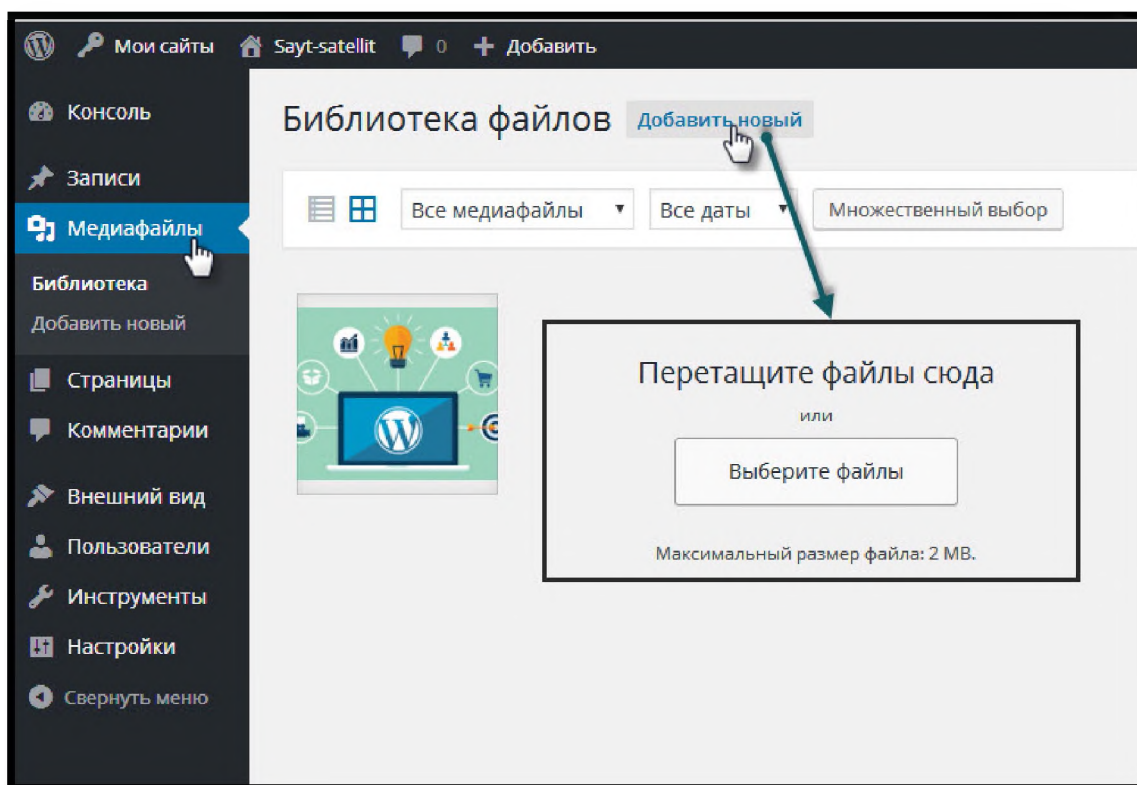 Мои сайты Sayt-satellit 0 + Добавить
Консоль
Записи
Медиафайлы
Библиотека
Добавить новый
Страницы
Комментарии
Внешний вид
Пользователи
Инструменты
Настройки
Свернуть меню
Библиотека файлов Добавить новый
Все медиафайлы Все даты Множественный выбор
Перетащите файлы сюда
или
Выберите файлы
Максимальный размер файла: 2 MB.